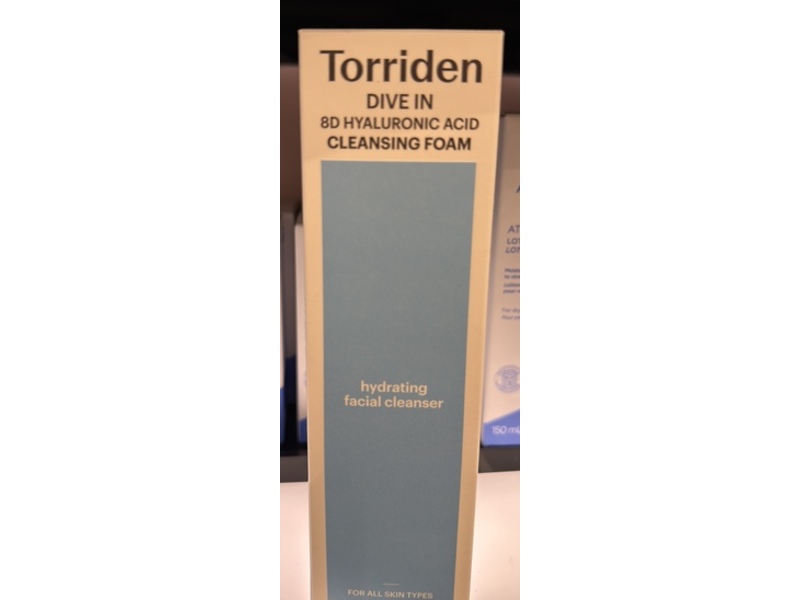 Torriden
DIVE IN
8D HYALURONIC ACID
CLEANSING FOAM
hydrating
facial cleanser
FOR ALL SKIN TYPES
150 mL